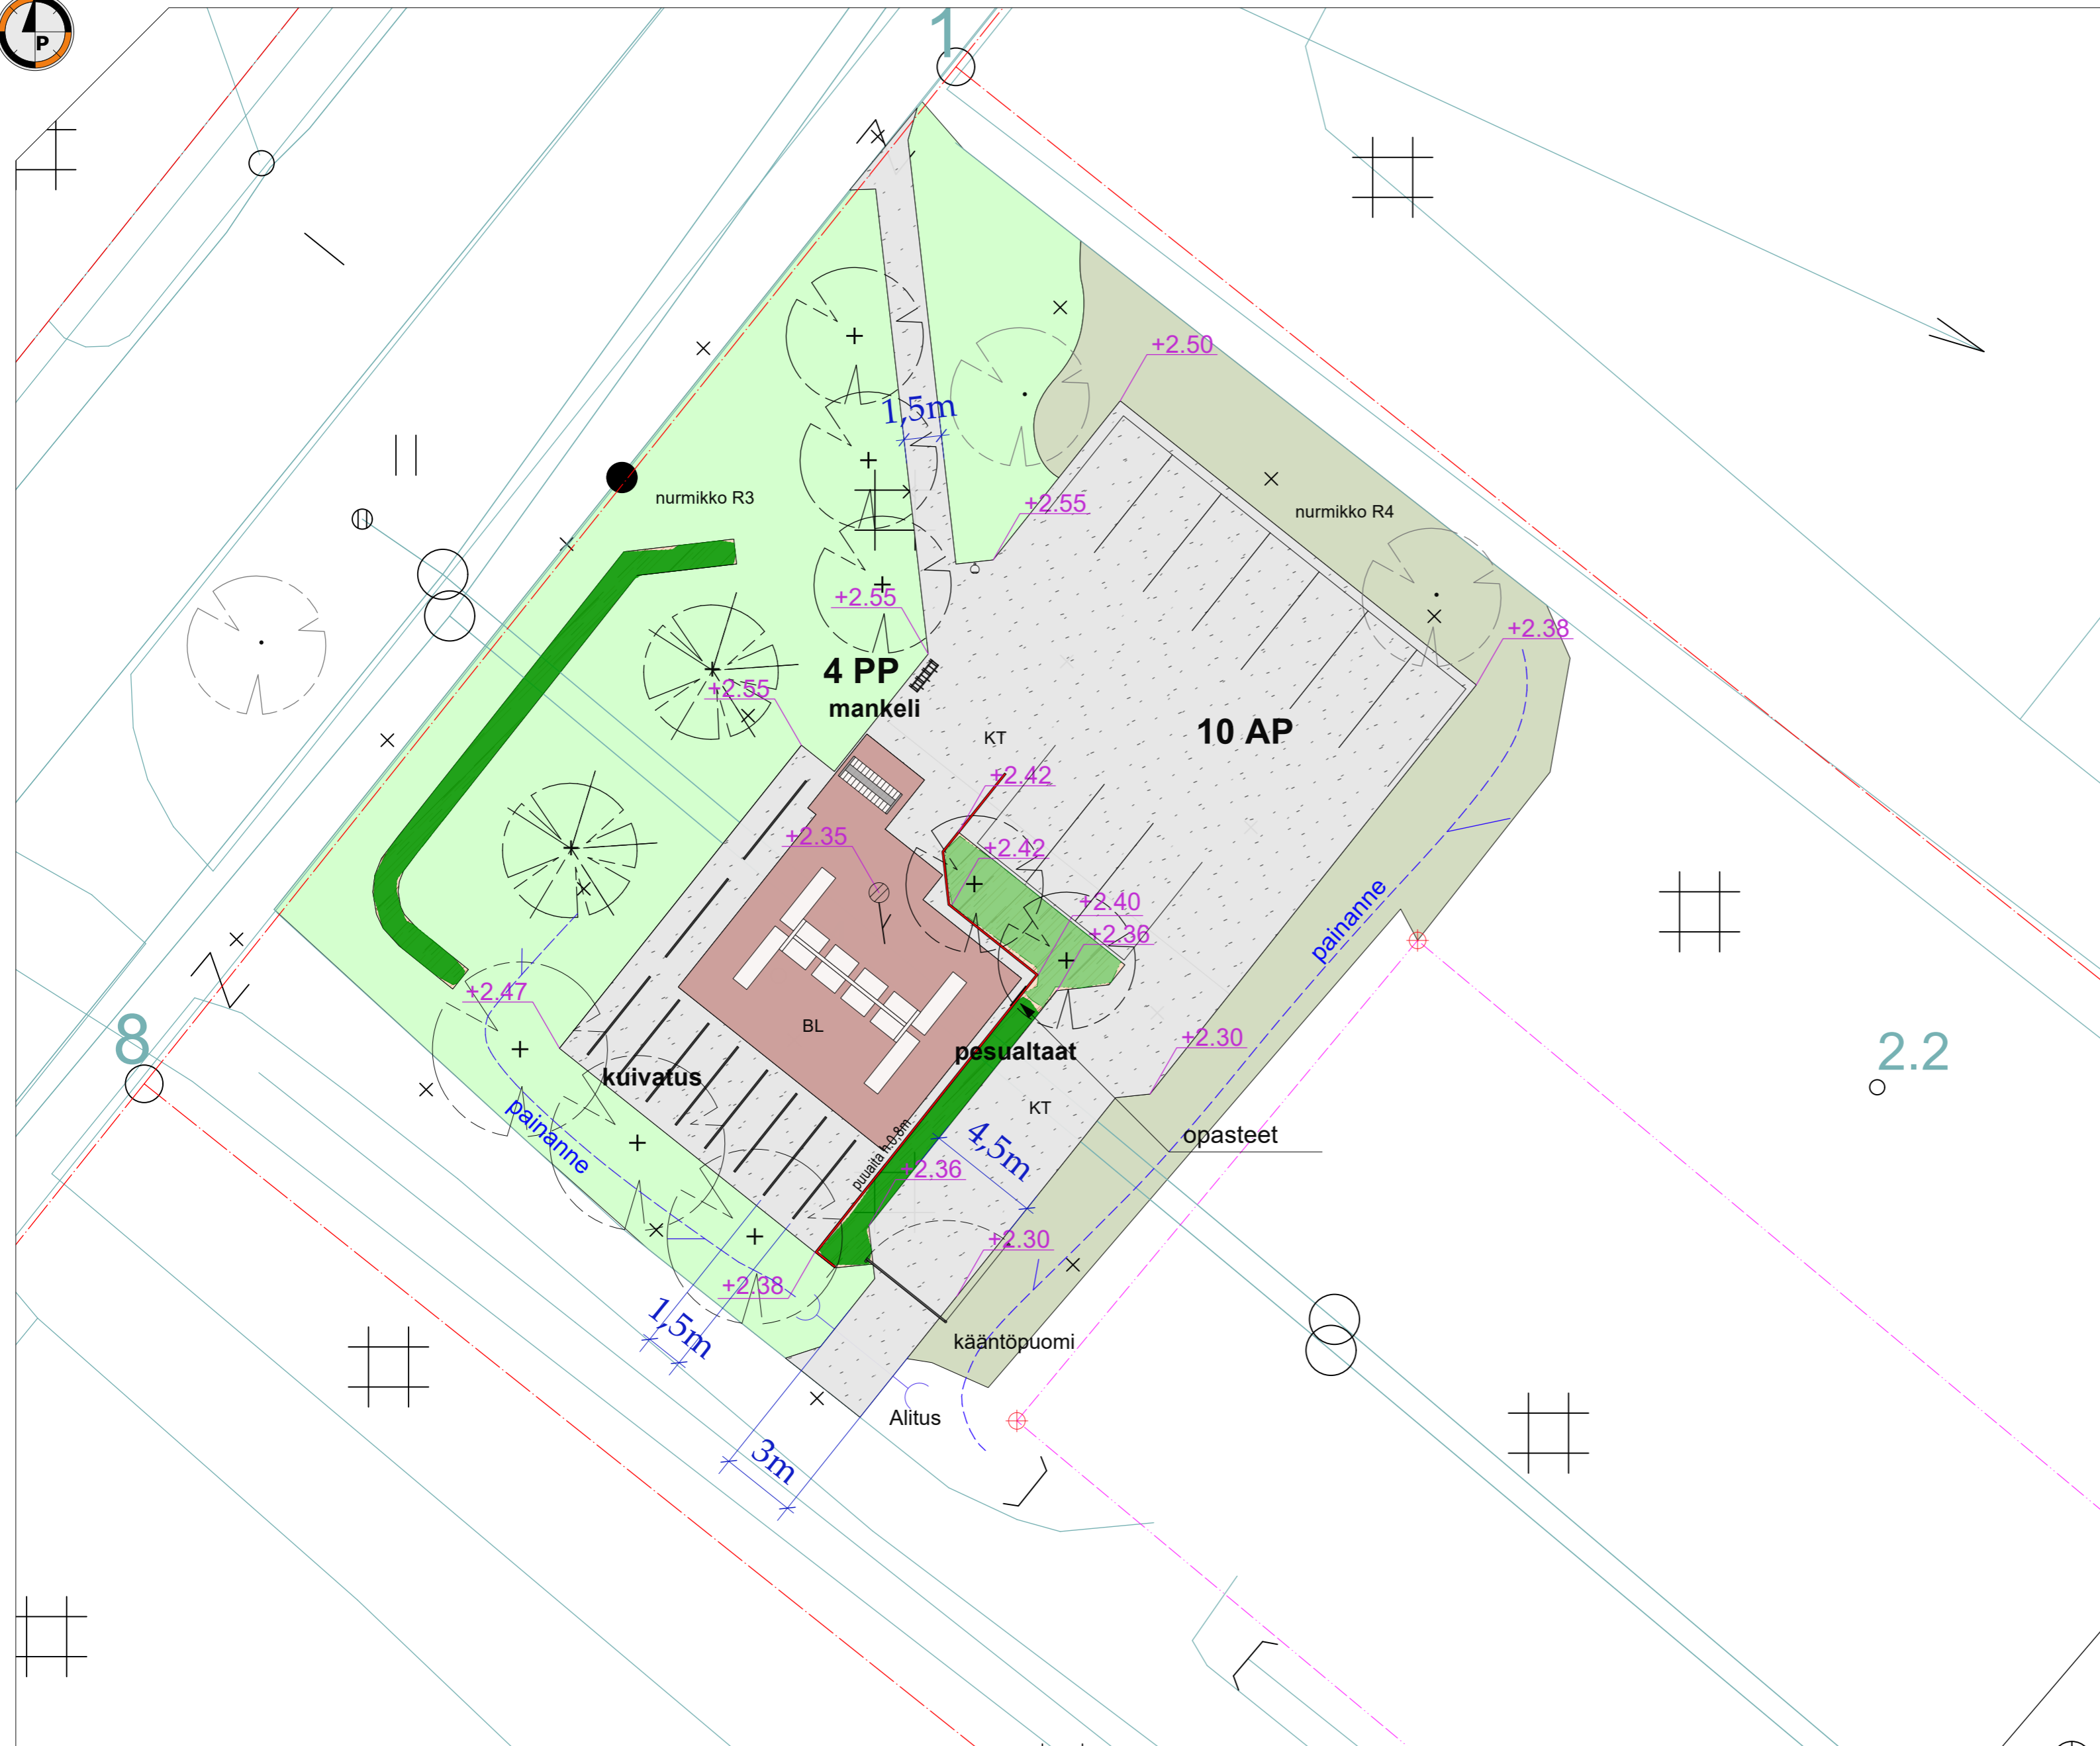 P
1
+2.50
1,5m
nurmikko R3
+2.55
nurmikko R4
+2.55
+2.38
4 PP
+2.55
mankeli
10 AP
KT
+2.42
+2.35
+2.42
+2.40
+2.36
painanne
+2.47
BL
8
+2.30
pesualtaat
2.2
kuivatus
KT
painanne
4,5m
opasteet
puuaita h.0,8m
+2.36
+2.30
+2.38
1,5m
kääntöpuomi
Alitus
3m